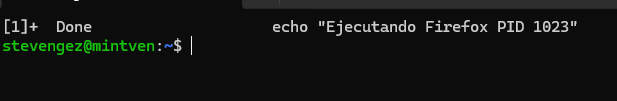 [1]+  Done                    echo "Ejecutando Firefox PID 1023"
stevengez@mintven:~$